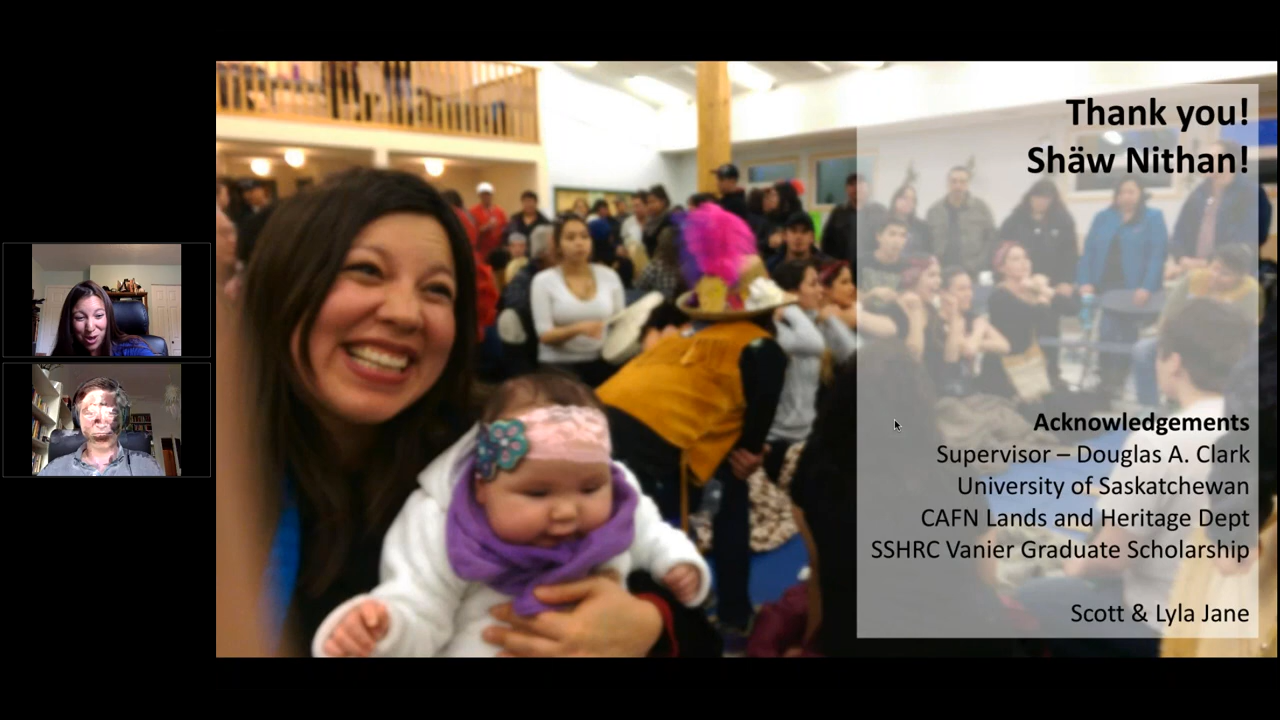 Thank you!
Shäw Nithan!
Acknowledgements
Supervisor – Douglas A. Clark
University of Saskatchewan
CAFN Lands and Heritage Dept
SSHRC Vanier Graduate Scholarship
Scott & Lyla Jane